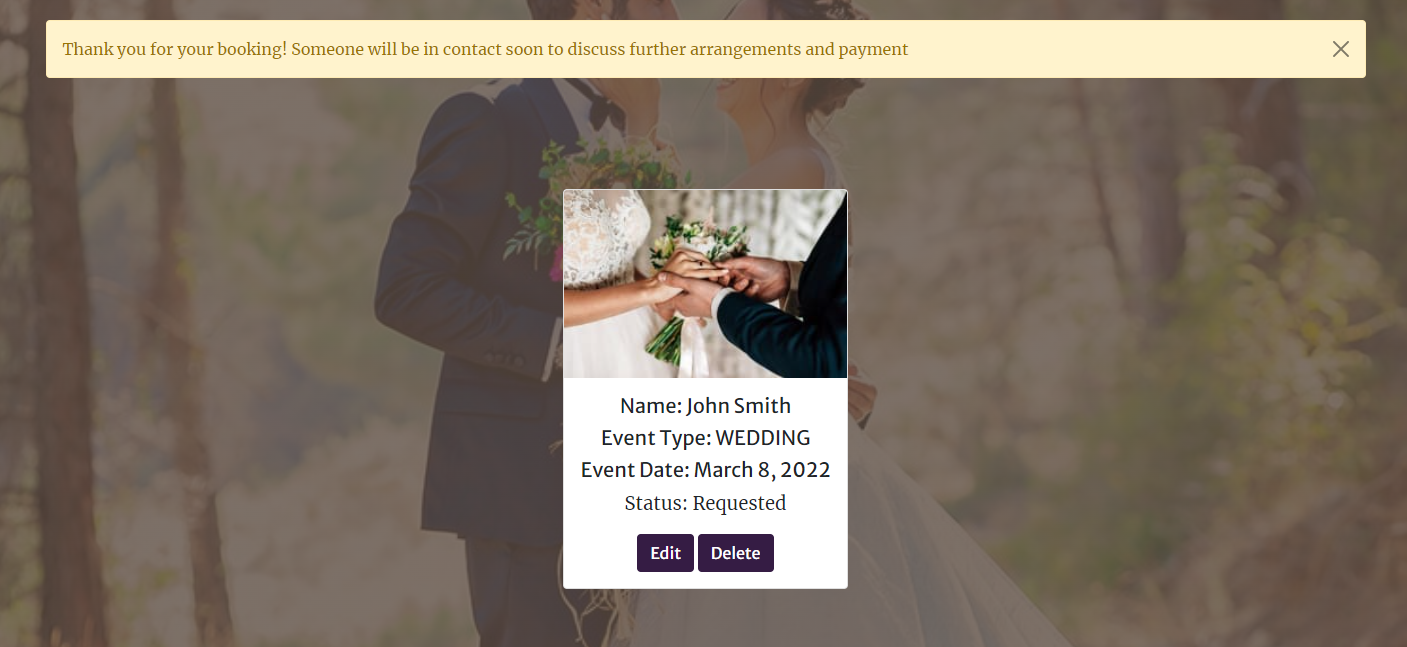 Thank you for your booking! Someone will be in contact soon to discuss further arrangements and payment
Name: John Smith
Event Type: WEDDING
Event Date: March 8, 2022
Status: Requested
Edit Delete